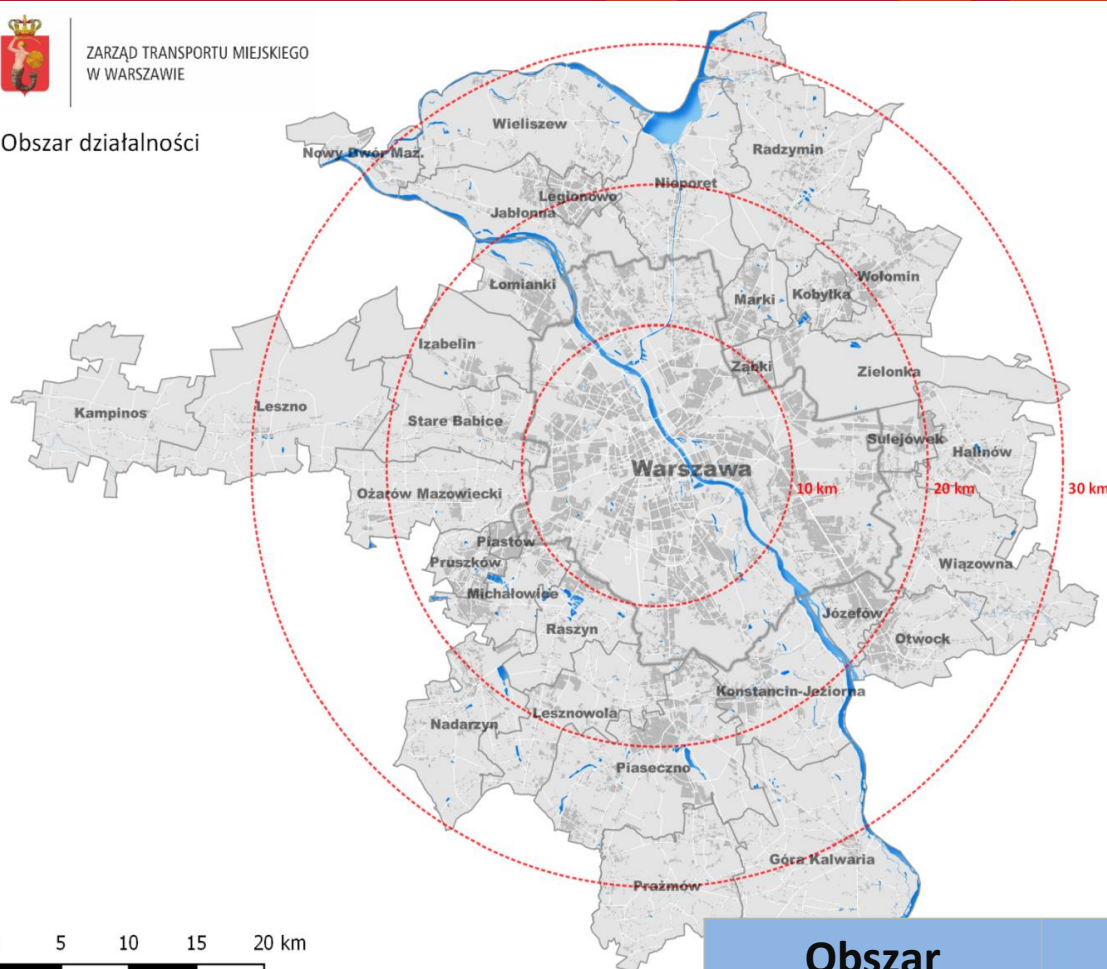 ZARZĄD TRANSPORTU MIEJSKIEGO
W WARSZAWIE
Obszar działalności
Wieliszew
Nowy Dwór Maz.
Radzymin
Nieporęt
Legionowo
Jabłonna
Wołomin
Łomianki
Marki
Kobyłka
Izabelin
Ząbki
Zielonka
Kampinos
Leszno
Stare Babice
Sulejówek
Halinów
Warszawa
10 km
20 km
30 km
Ożarów Mazowiecki
Piastów
Pruszków
Wiązowna
Michałowice
Józefów
Raszyn
Otwock
Konstancin-Jeziorna
Lesznowola
Nadarzyn
Piaseczno
Góra Kalwaria
Prażmów
5 10 15 20 km
Obszar